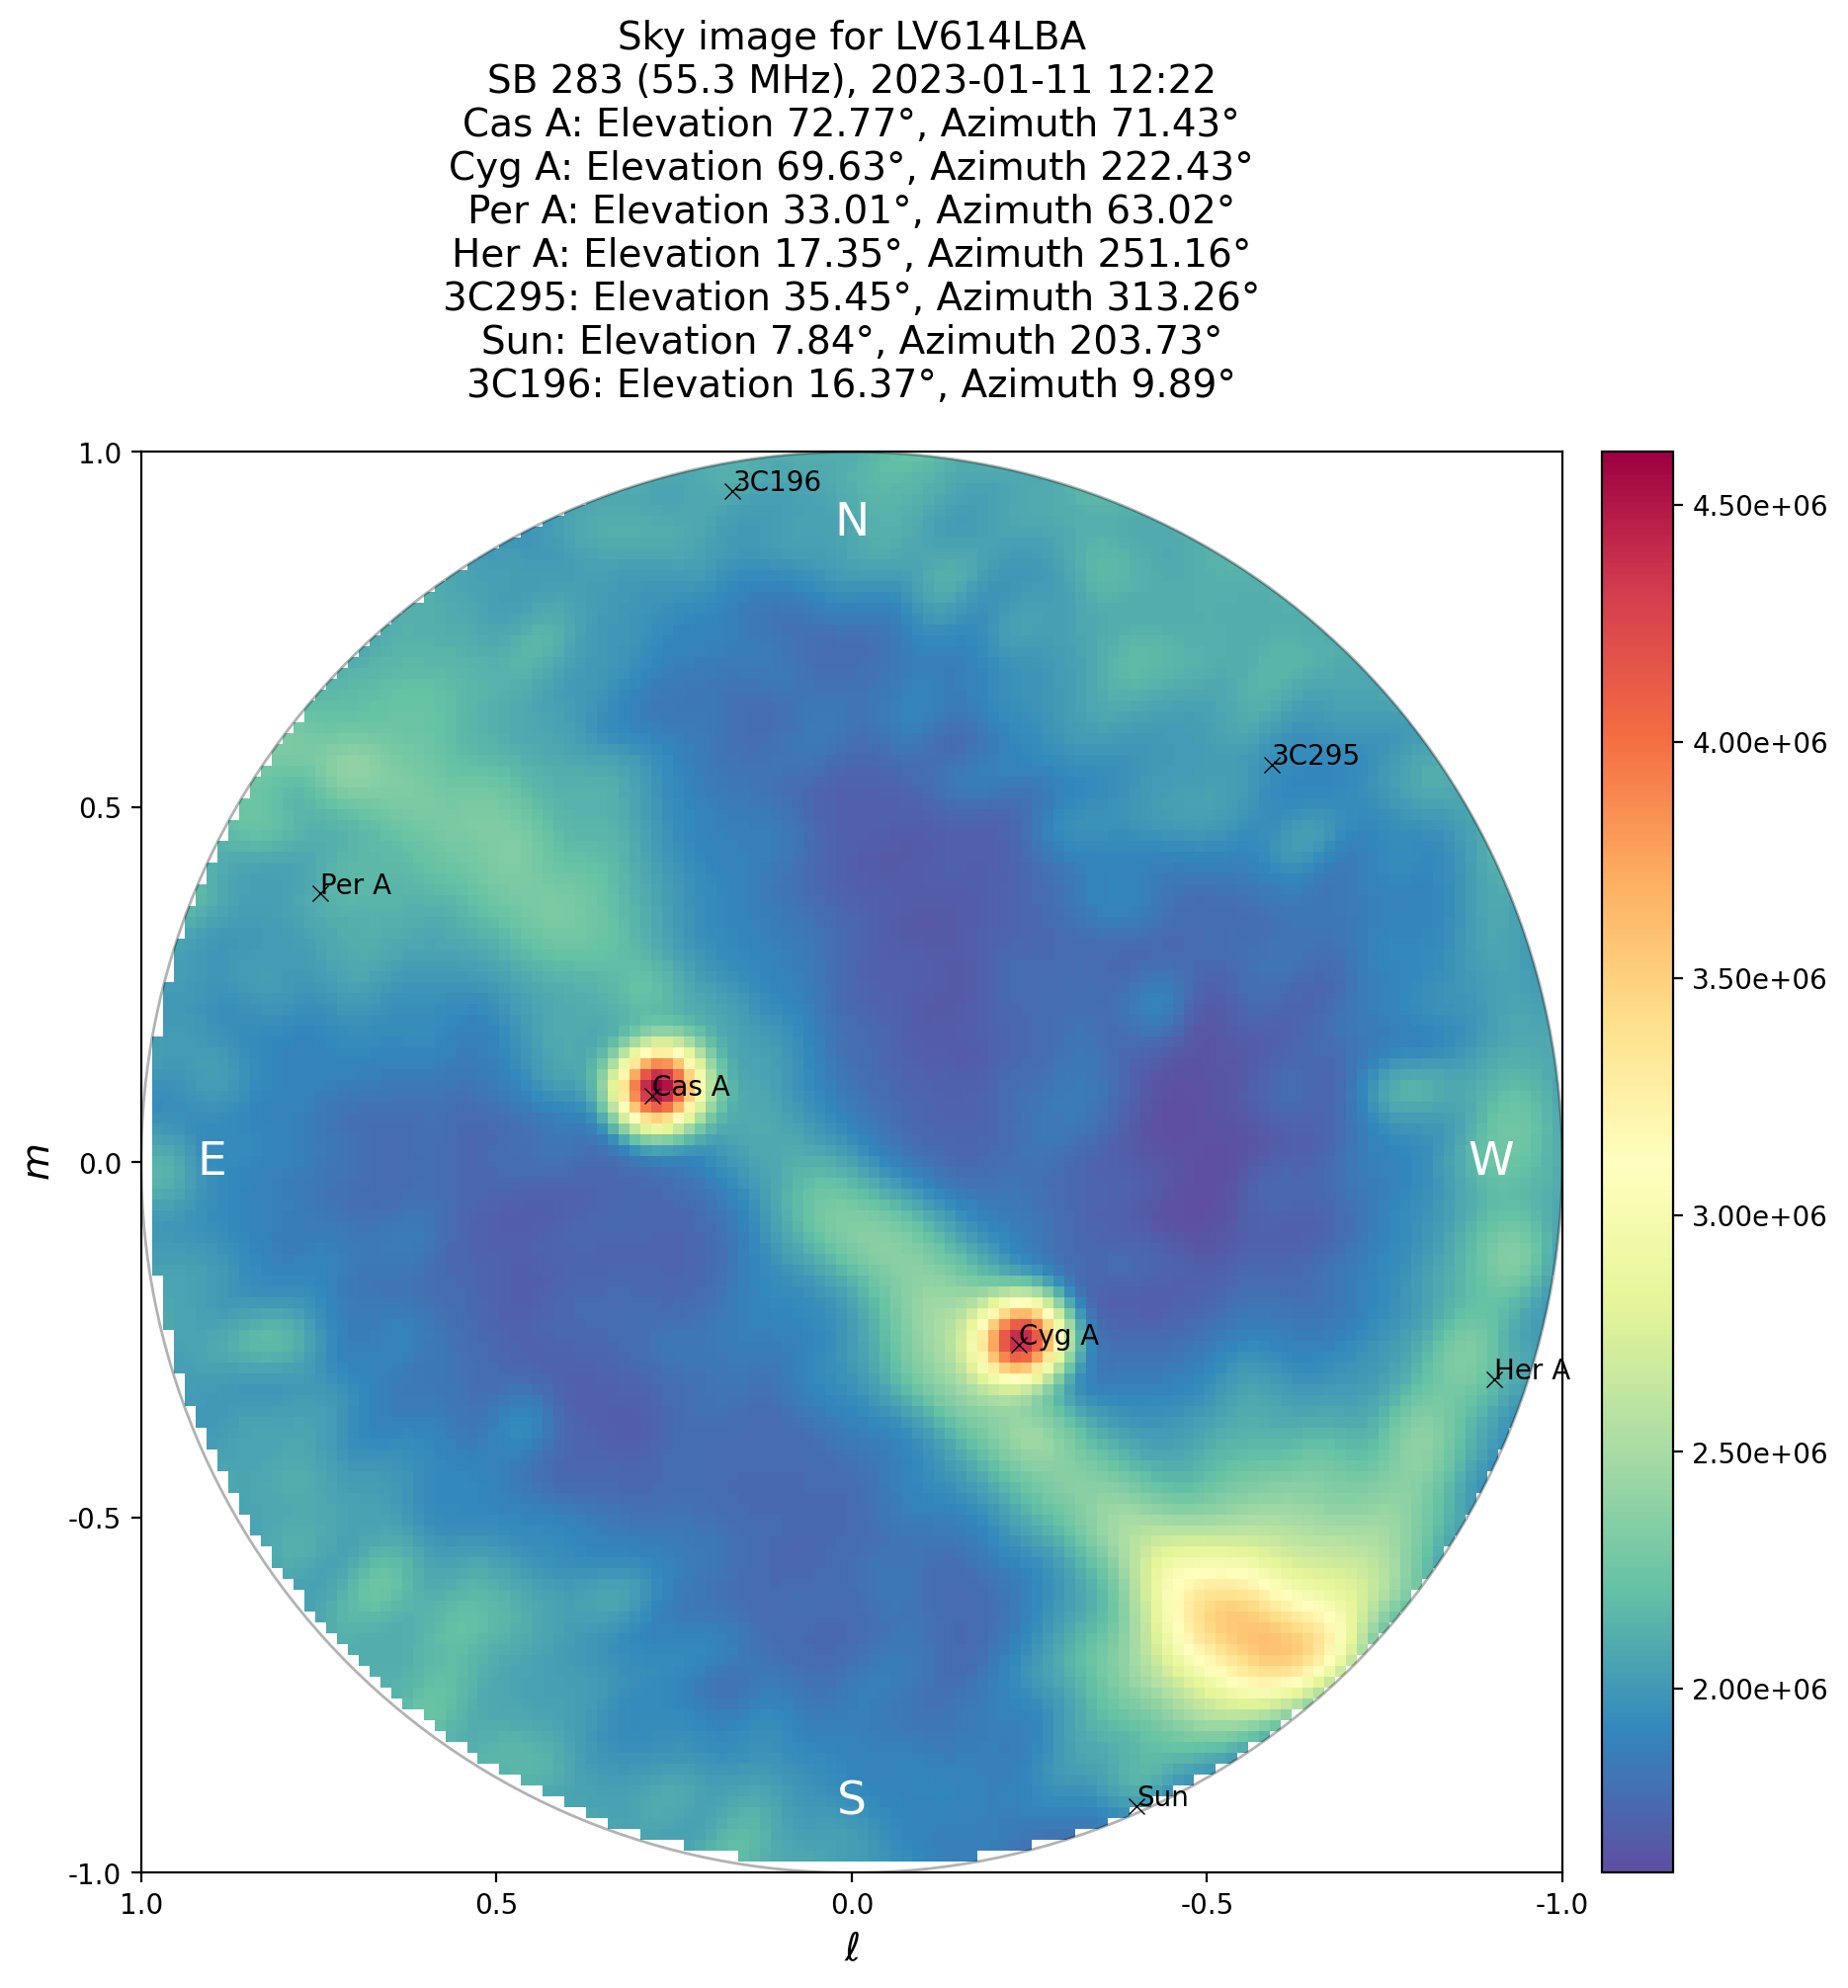 Sky image for LV614LBA
SB 283 (55.3 MHz), 2023-01-11 12:22
Cas A: Elevation 72.77°, Azimuth 71.43°
Cyg A: Elevation 69.63°, Azimuth 222.43°
Per A: Elevation 33.01°, Azimuth 63.02°
Her A: Elevation 17.35°, Azimuth 251.16°
3C295: Elevation 35.45°, Azimuth 313.26°
Sun: Elevation 7.84°, Azimuth 203.73°
3C196: Elevation 16.37°, Azimuth 9.89°
1.0
3C196
4.50e+06
N
4.00e+06
3C295
0.5
Per A
3.50e+06
Cas A
m
0.0
E
W
3.00e+06
Cyg A
Her A
2.50e+06
-0.5
2.00e+06
S
Sun
-1.0
1.0
0.5
0.0
-0.5
-1.0
ℓ